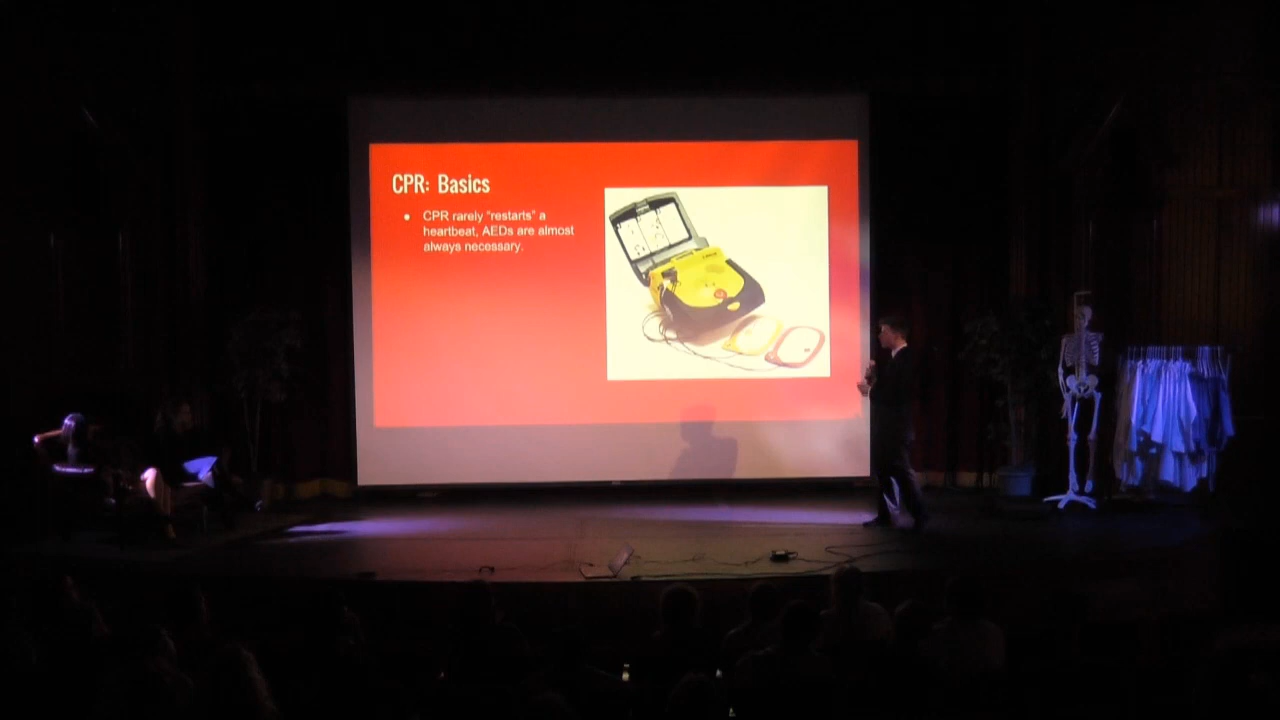 CPR: Basics
CPR rarely "restarts" a
heartbeat, AEDs are almost
always necessary.